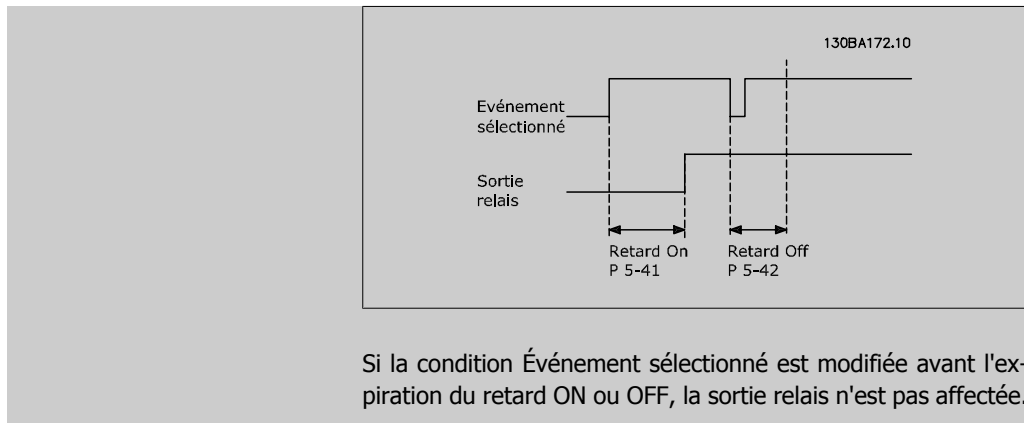 130BA172.10
Evénement
sélectionné
Sortie
relais
Retard On
P 5-41
Retard Off
P 5-42
Si la condition Événement sélectionné est modifiée avant l'ex-
piration du retard ON ou OFF, la sortie relais n'est pas affectée.